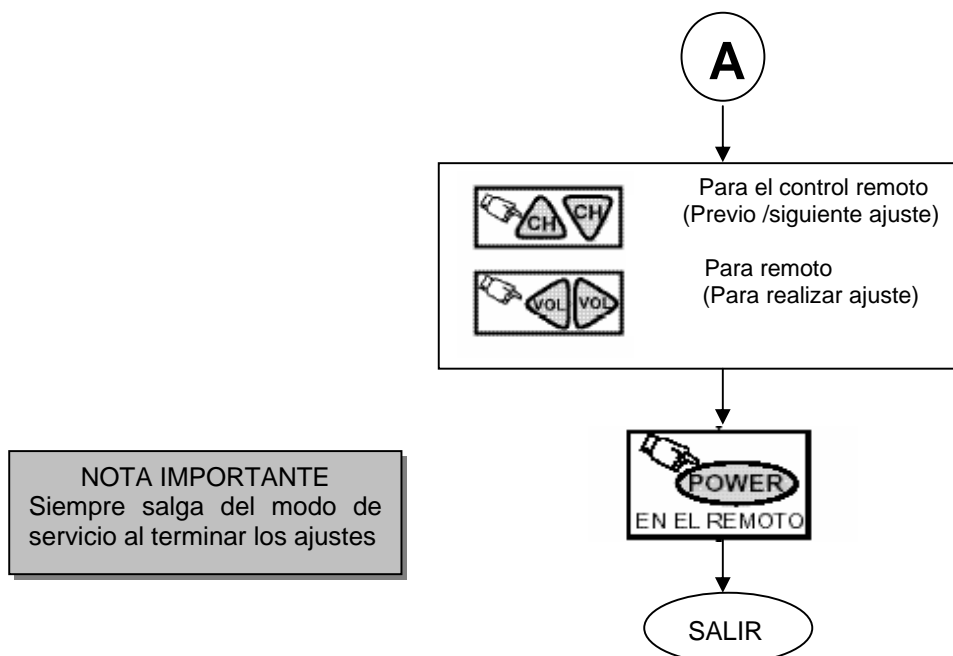 A
CH CH
Para el control remoto
(Previo /siguiente ajuste)
VOL VOL
Para remoto
(Para realizar ajuste)
POWER
EN EL REMOTO
NOTA IMPORTANTE
Siempre salga del modo de
servicio al terminar los ajustes
SALIR